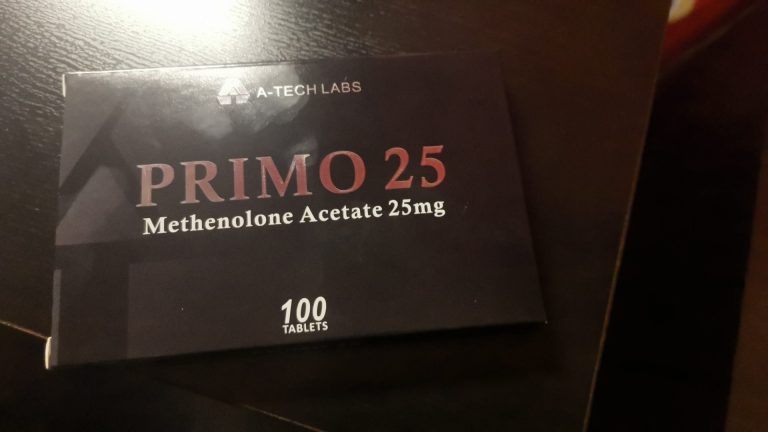 A-TECH LABS
PRIMO 25
Methenolone Acetate 25mg
100
TABLETS